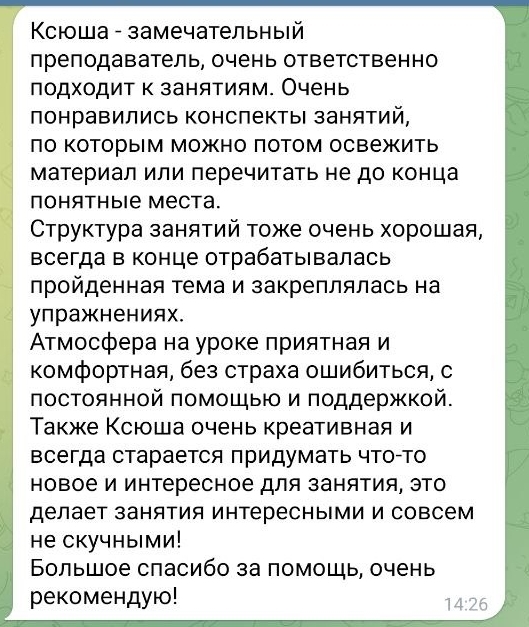 Ксюша - замечательный
преподаватель, очень ответственно
подходит к занятиям. Очень
понравились конспекты занятий,
по которым можно потом освежить
материал или перечитать не до конца
понятные места.
Структура занятий тоже очень хорошая,
всегда в конце отрабатывалась
пройденная тема и закреплялась на
упражнениях.
Атмосфера на уроке приятная и
комфортная, без страха ошибиться, с
постоянной помощью и поддержкой.
Также Ксюша очень креативная и
всегда старается придумать что-то
новое и интересное для занятия, это
делает занятия интересными и совсем
не скучными!
Большое спасибо за помощь, очень
рекомендую!
14:26